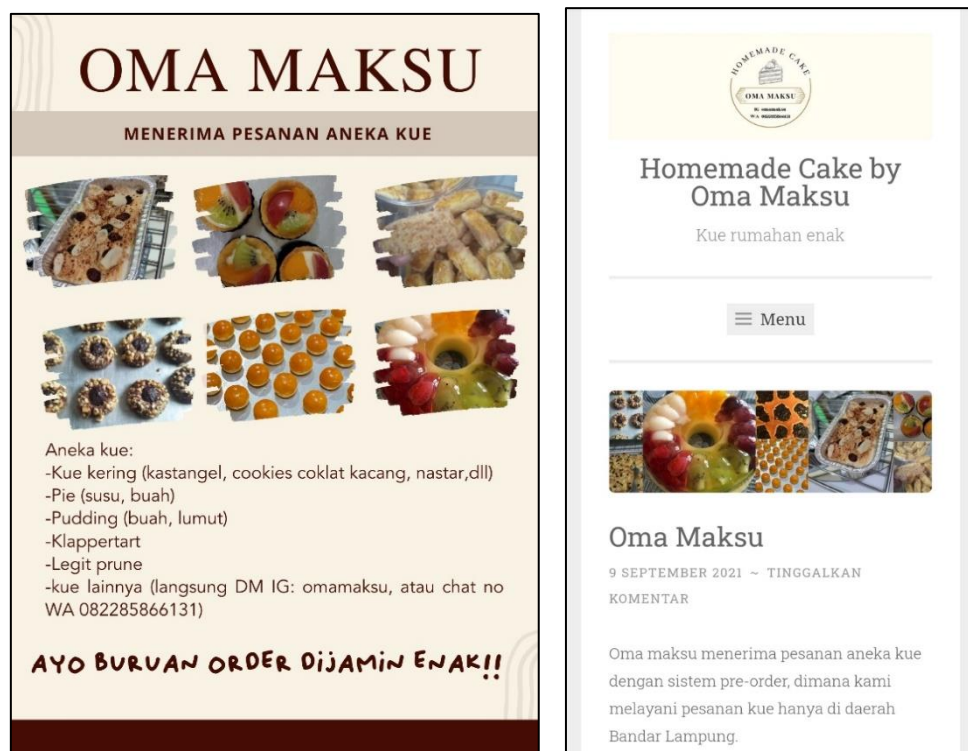 OMA MAKSU
MENERIMA PESANAN ANEKA KUE
Aneka kue:
-Kue kering (kastangel, cookies coklat kacang, nastar,dll)
-Pie (susu, buah)
-Pudding (buah, lumut)
-Klappertart
-Legit prune
-kue lainnya (langsung DM IG: omamaksu, atau chat no
WA 082285866131)
AYO BURUAN ORDER DIJAMIN ENAK!!
HOMEMADE CAKE
OMA MAKSU
Homemade Cake by
Oma Maksu
Kue rumahan enak
Menu
Oma Maksu
9 SEPTEMBER 2021 ~ TINGGALKAN
KOMENTAR
Oma maksu menerima pesanan aneka kue
dengan sistem pre-order, dimana kami
melayani pesanan kue hanya di daerah
Bandar Lampung.